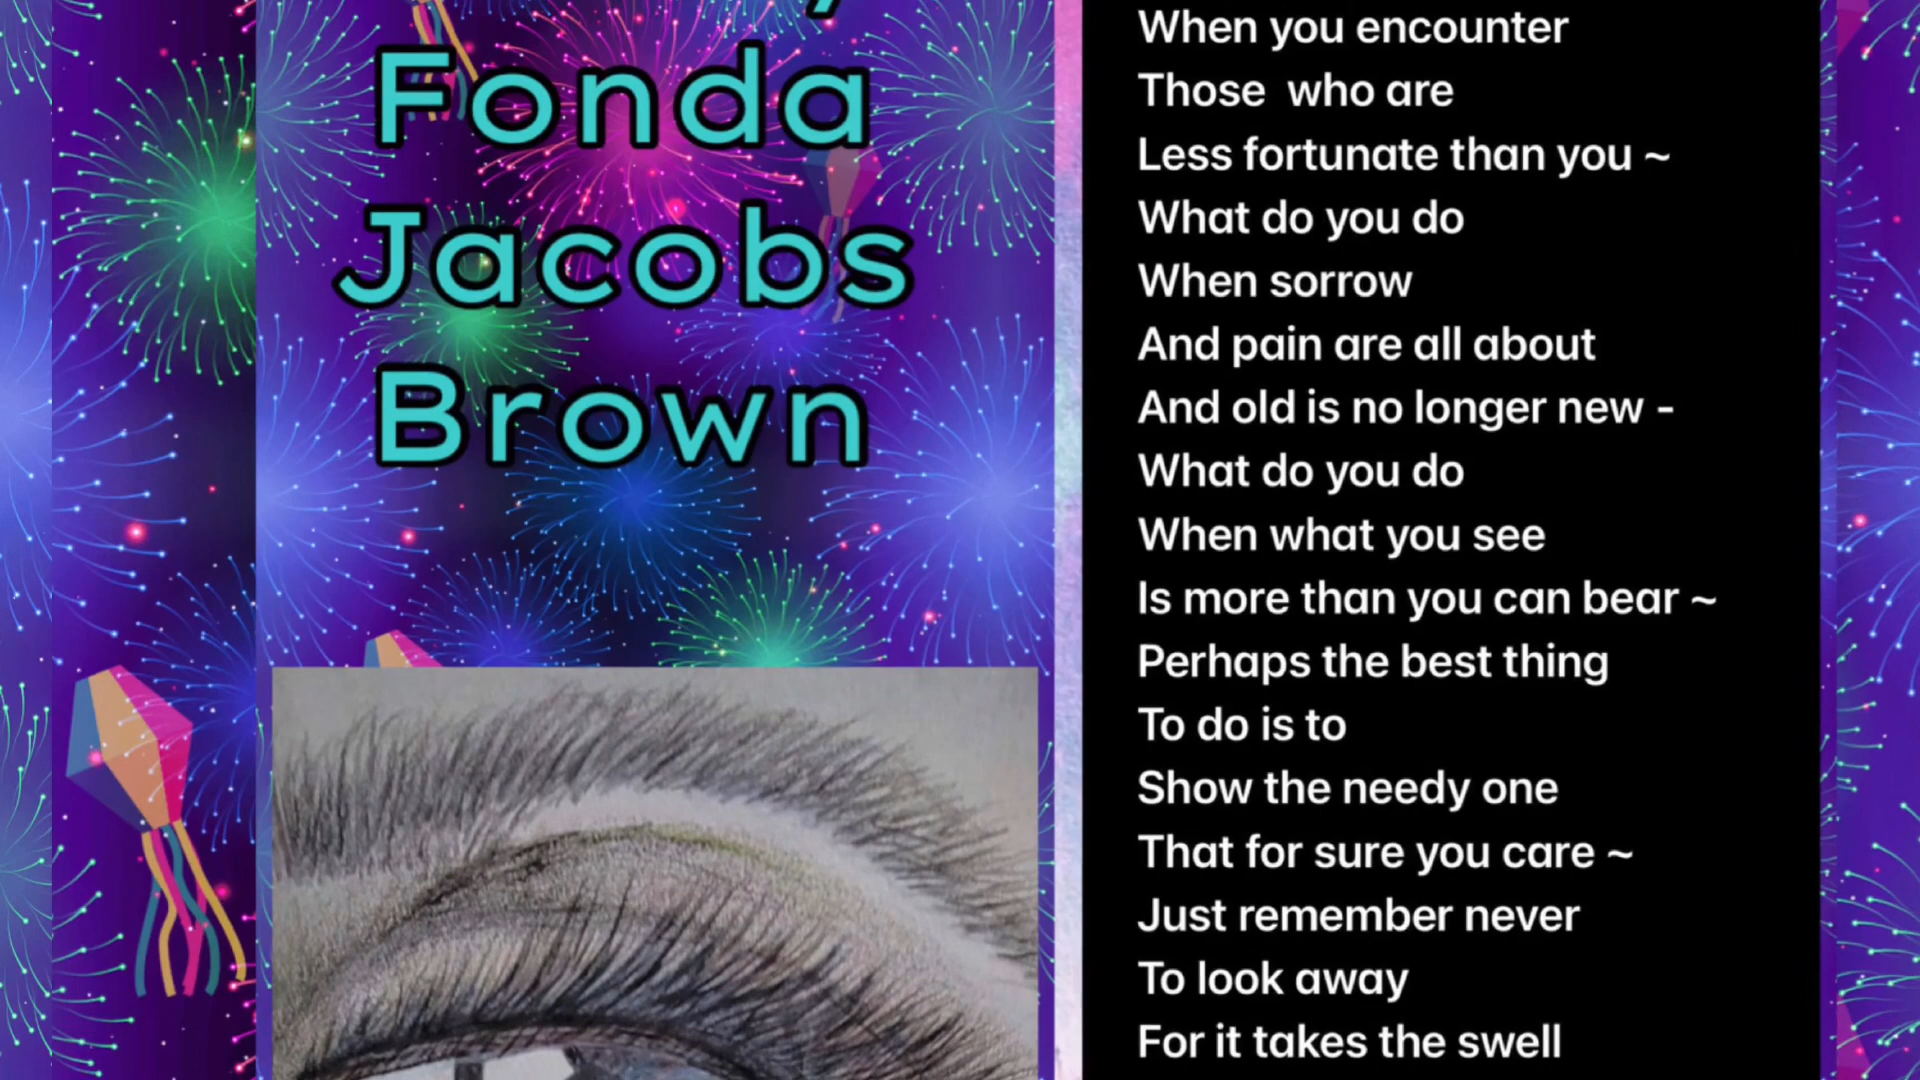 Fonda
Jacobs
Brown
When you encounter
Those who are
Less fortunate than you ~
What do you do
When sorrow
And pain are all about
And old is no longer new -
What do you do
When what you see
Is more than you can bear ~
Perhaps the best thing
To do is to
Show the needy one
That for sure you care ~
Just remember never
To look away
For it takes the swell